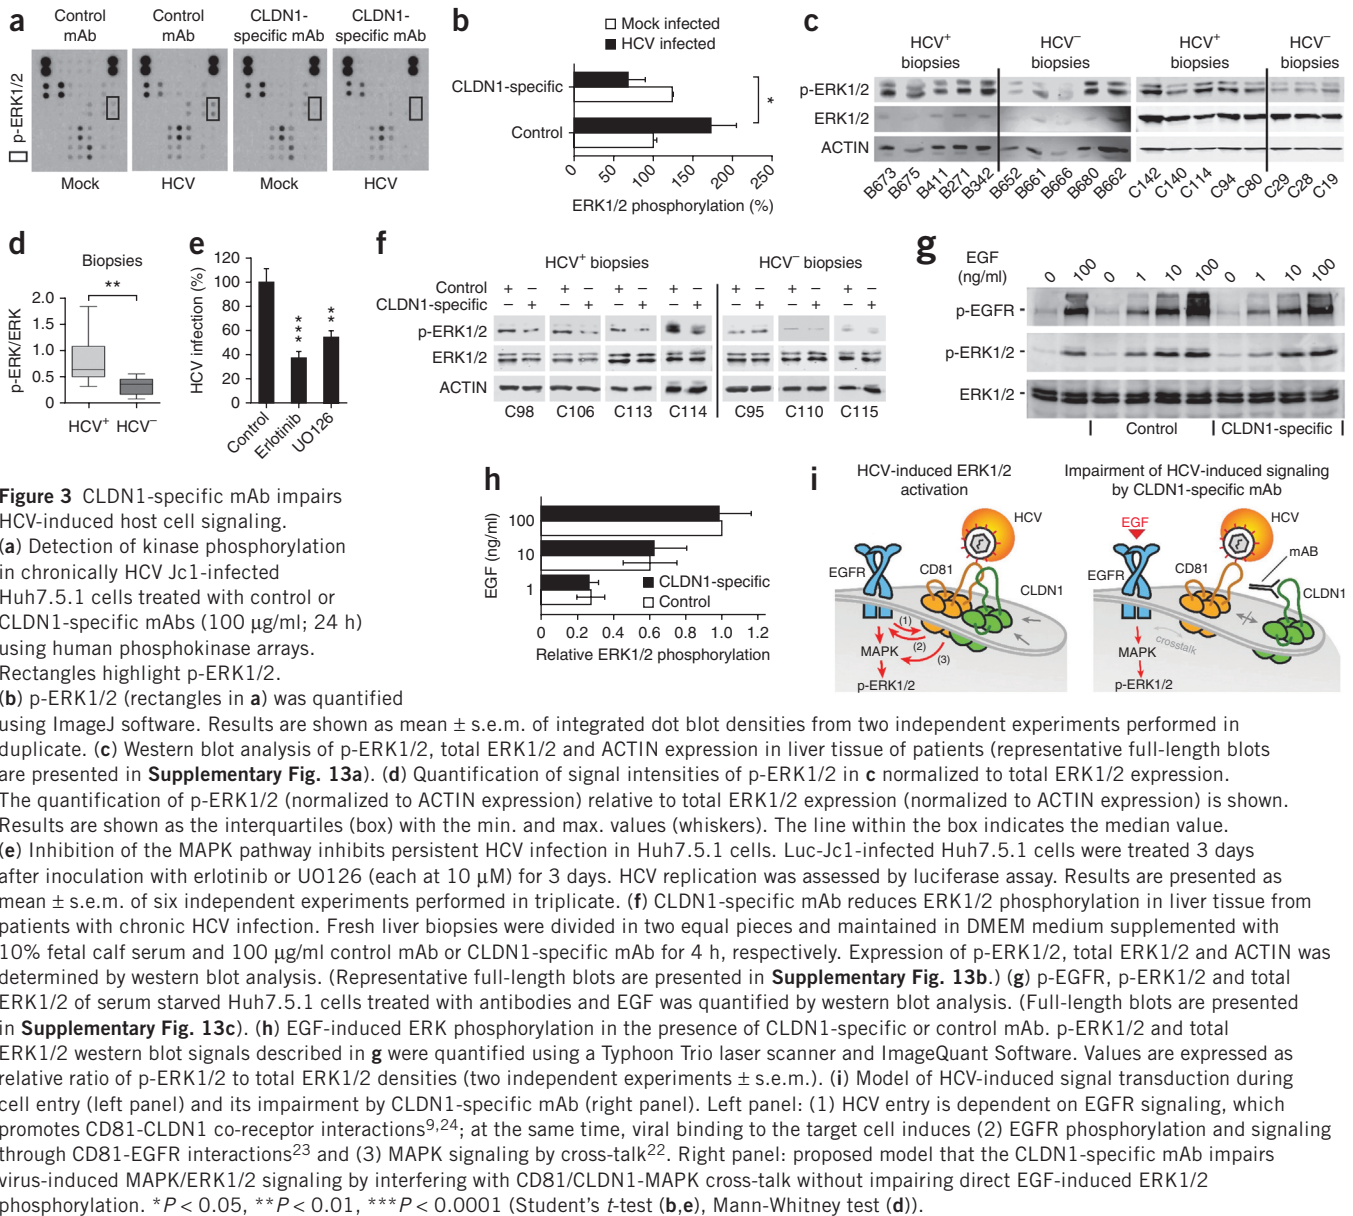 a
Control mAb
Control mAb
CLDN1-specific mAb
CLDN1-specific mAb
p-ERK1/2
Mock
HCV
Mock
HCV
b
Mock infected
HCV infected
CLDN1-specific
Control
*
0 50 100 150 200 250
ERK1/2 phosphorylation (%)
c
HCV+ biopsies
HCV– biopsies
HCV+ biopsies
HCV– biopsies
p-ERK1/2
ERK1/2
ACTIN
B673 B675 B411 B271 B342 B652 B661 B666 B680 B662 C142 C140 C114 C94 C80 C29 C28 C19
d
Biopsies
**
p-ERK/ERK
2.0
1.5
1.0
0.5
0
HCV+ HCV–
e
HCV infection (%)
120
100
80
60
40
20
0
***
**
Control
Erlotinib
UO126
f
HCV+ biopsies
HCV– biopsies
Control + – + – + – + – + – + – + –
CLDN1-specific – + – + – + – + – + – + – +
p-ERK1/2
ERK1/2
ACTIN
C98 C106 C113 C114 C95 C110 C115
g
EGF (ng/ml)
0 100 0 1 10 100 0 1 10 100
p-EGFR
p-ERK1/2
ERK1/2
Control
CLDN1-specific
h
EGF (ng/ml)
100
10
1
CLDN1-specific
Control
0 0.2 0.4 0.6 0.8 1.0 1.2
Relative ERK1/2 phosphorylation
i
HCV-induced ERK1/2
activation
HCV
EGFR
CD81
CLDN1
(1)
(2)
(3)
MAPK
p-ERK1/2
Impairment of HCV-induced signaling
by CLDN1-specific mAb
EGF
HCV
mAB
EGFR
CD81
CLDN1
crosstalk
MAPK
p-ERK1/2
Figure 3 CLDN1-specific mAb impairs
HCV-induced host cell signaling.
(a) Detection of kinase phosphorylation
in chronically HCV Jc1-infected
Huh7.5.1 cells treated with control or
CLDN1-specific mAbs (100 µg/ml; 24 h)
using human phosphokinase arrays.
Rectangles highlight p-ERK1/2.
(b) p-ERK1/2 (rectangles in a) was quantified
using ImageJ software. Results are shown as mean ± s.e.m. of integrated dot blot densities from two independent experiments performed in
duplicate. (c) Western blot analysis of p-ERK1/2, total ERK1/2 and ACTIN expression in liver tissue of patients (representative full-length blots
are presented in Supplementary Fig. 13a). (d) Quantification of signal intensities of p-ERK1/2 in c normalized to total ERK1/2 expression.
The quantification of p-ERK1/2 (normalized to ACTIN expression) relative to total ERK1/2 expression (normalized to ACTIN expression) is shown.
Results are shown as the interquartiles (box) with the min. and max. values (whiskers). The line within the box indicates the median value.
(e) Inhibition of the MAPK pathway inhibits persistent HCV infection in Huh7.5.1 cells. Luc-Jc1-infected Huh7.5.1 cells were treated 3 days
after inoculation with erlotinib or UO126 (each at 10 µM) for 3 days. HCV replication was assessed by luciferase assay. Results are presented as
mean ± s.e.m. of six independent experiments performed in triplicate. (f) CLDN1-specific mAb reduces ERK1/2 phosphorylation in liver tissue from
patients with chronic HCV infection. Fresh liver biopsies were divided in two equal pieces and maintained in DMEM medium supplemented with
10% fetal calf serum and 100 µg/ml control mAb or CLDN1-specific mAb for 4 h, respectively. Expression of p-ERK1/2, total ERK1/2 and ACTIN was
determined by western blot analysis. (Representative full-length blots are presented in Supplementary Fig. 13b.) (g) p-EGFR, p-ERK1/2 and total
ERK1/2 of serum starved Huh7.5.1 cells treated with antibodies and EGF was quantified by western blot analysis. (Full-length blots are presented
in Supplementary Fig. 13c). (h) EGF-induced ERK phosphorylation in the presence of CLDN1-specific or control mAb. p-ERK1/2 and total
ERK1/2 western blot signals described in g were quantified using a Typhoon Trio laser scanner and ImageQuant Software. Values are expressed as
relative ratio of p-ERK1/2 to total ERK1/2 densities (two independent experiments ± s.e.m.). (i) Model of HCV-induced signal transduction during
cell entry (left panel) and its impairment by CLDN1-specific mAb (right panel). Left panel: (1) HCV entry is dependent on EGFR signaling, which
promotes CD81-CLDN1 co-receptor interactions9,24; at the same time, viral binding to the target cell induces (2) EGFR phosphorylation and signaling
through CD81-EGFR interactions23 and (3) MAPK signaling by cross-talk22. Right panel: proposed model that the CLDN1-specific mAb impairs
virus-induced MAPK/ERK1/2 signaling by interfering with CD81/CLDN1-MAPK cross-talk without impairing direct EGF-induced ERK1/2
phosphorylation. *P < 0.05, **P < 0.01, ***P < 0.0001 (Student's t-test (b,e), Mann-Whitney test (d)).